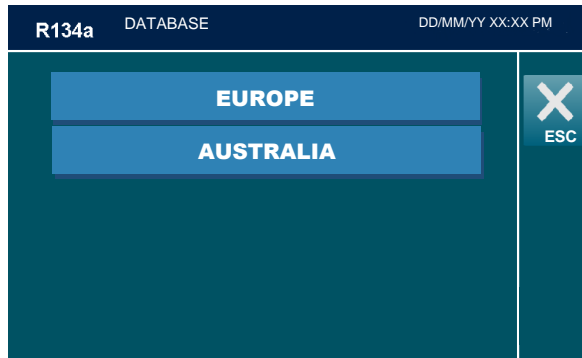 R134a DATABASE DD/MM/YY XX:XX PM
EUROPE
ESC
AUSTRALIA